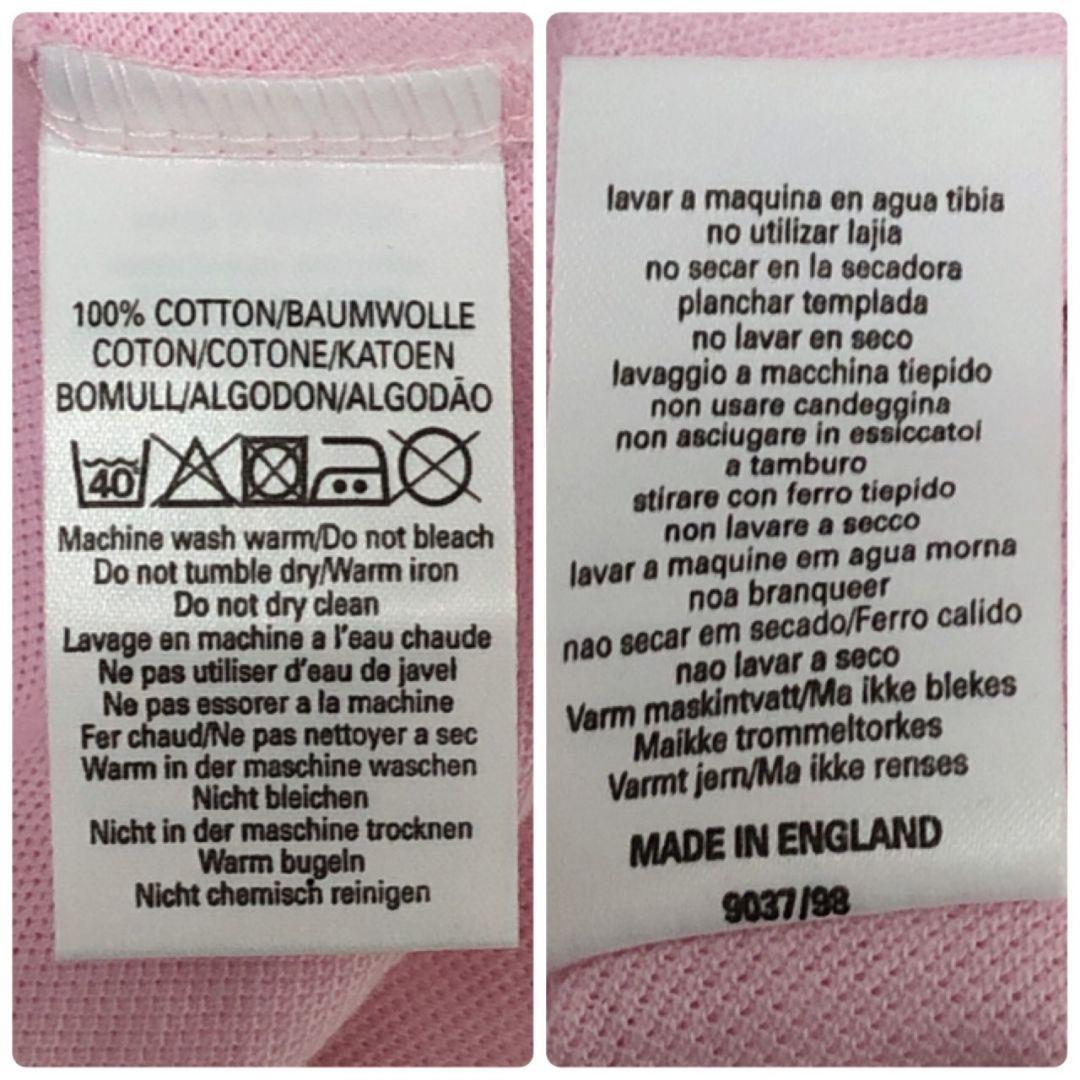 100% COTTON/BAUMWOLLE
COTON/COTONE/KATOEN
BOMULL/ALGODON/ALGODÃO
40
Machine wash warm/Do not bleach
Do not tumble dry/Warm iron
Do not dry clean
Lavage en machine a l'eau chaude
Ne pas utiliser d'eau de javel
Ne pas essorer a la machine
Fer chaud/Ne pas nettoyer a sec
Warm in der maschine waschen
Nicht bleichen
Nicht in der maschine trocknen
Warm bugeln
Nicht chemisch reinigen
lavar a maquina en agua tibia
no utilizar lajia
no secar en la secadora
planchar templada
no lavar en seco
lavaggio a macchina tiepido
non usare candeggina
non asciugare in essiccatoi
a tamburo
stirare con ferro tiepido
non lavare a secco
lavar a maquine em agua morna
noa branqueer
nao secar em secado/Ferro calido
nao lavar a seco
Varm maskintvatt/Ma ikke blekes
Maikke trommeltorkes
Varmt jern/Ma ikke renses
MADE IN ENGLAND
9037/98